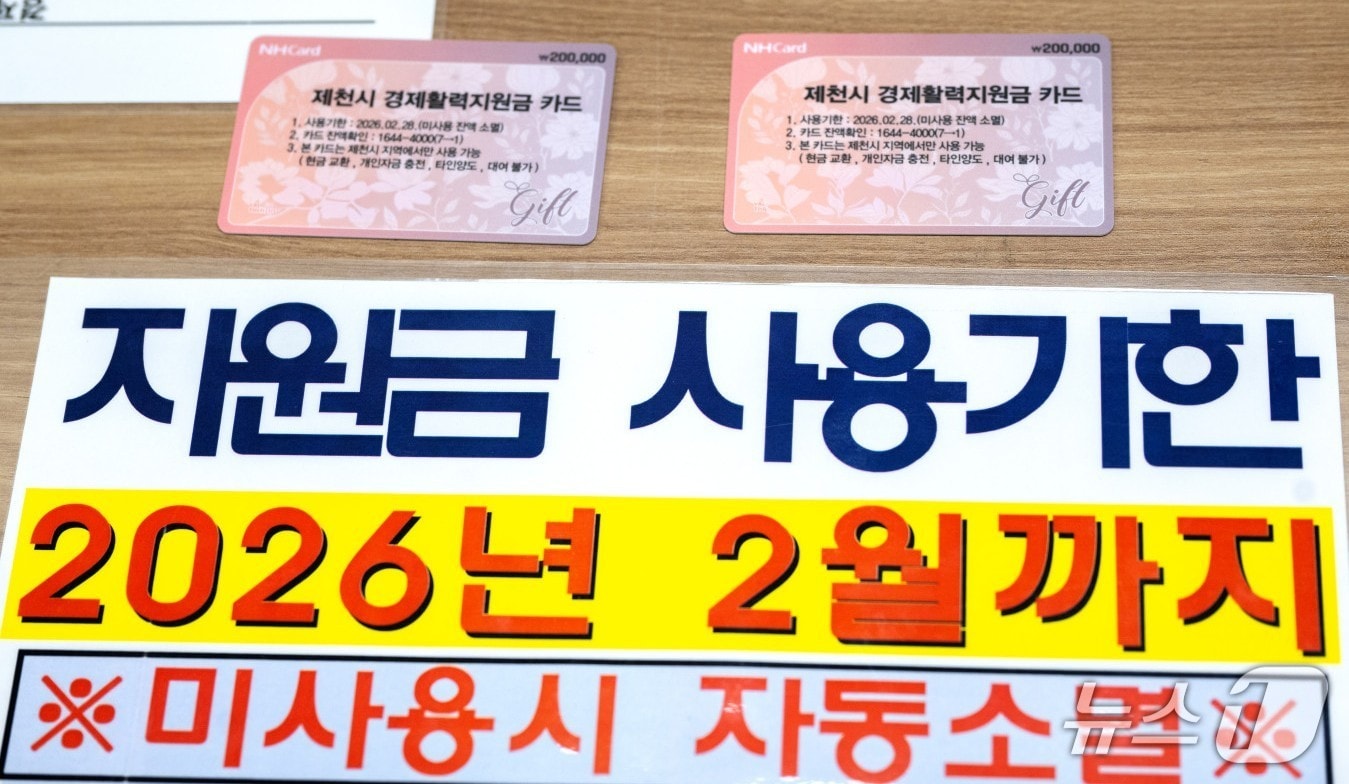 NHCard ₩200,000
제천시 경제활력지원금 카드
1. 사용기한 : 2026.02.28.(미사용 잔액 소멸)
2. 카드 잔액확인 : 1644-4000(7→1)
3. 본 카드는 제천시 지역에서만 사용 가능
( 현금 교환 , 개인자금 충전 , 타인양도 , 대여 불가 )
Gift
NHCard ₩200,000
제천시 경제활력지원금 카드
1. 사용기한 : 2026.02.28.(미사용 잔액 소멸)
2. 카드 잔액확인 : 1644-4000(7→1)
3. 본 카드는 제천시 지역에서만 사용 가능
( 현금 교환 , 개인자금 충전 , 타인양도 , 대여 불가 )
Gift
지원금 사용기한
2026년 2월까지
※미사용시 자동소멸※
뉴스1